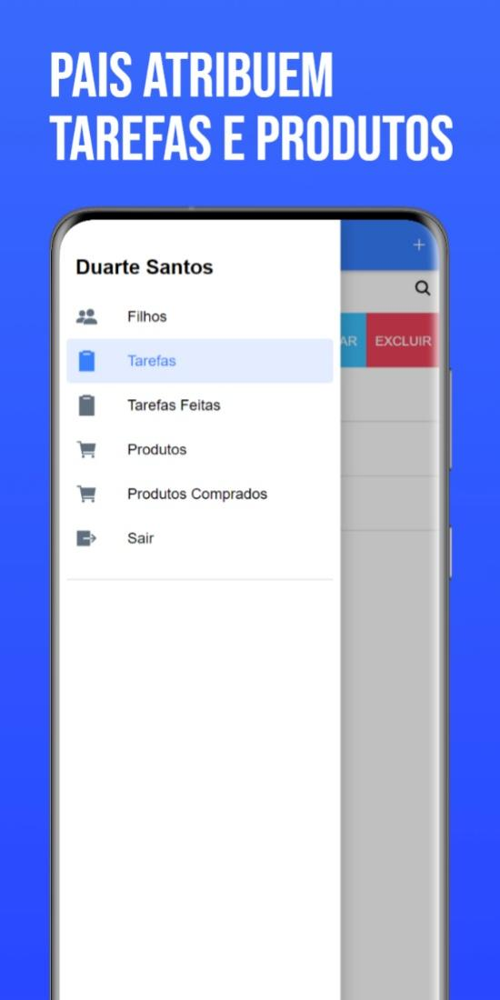 PAIS ATRIBUEM
TAREFAS E PRODUTOS
Duarte Santos
Filhos
AR EXCLUIR
Tarefas
Tarefas Feitas
Produtos
Produtos Comprados
Sair